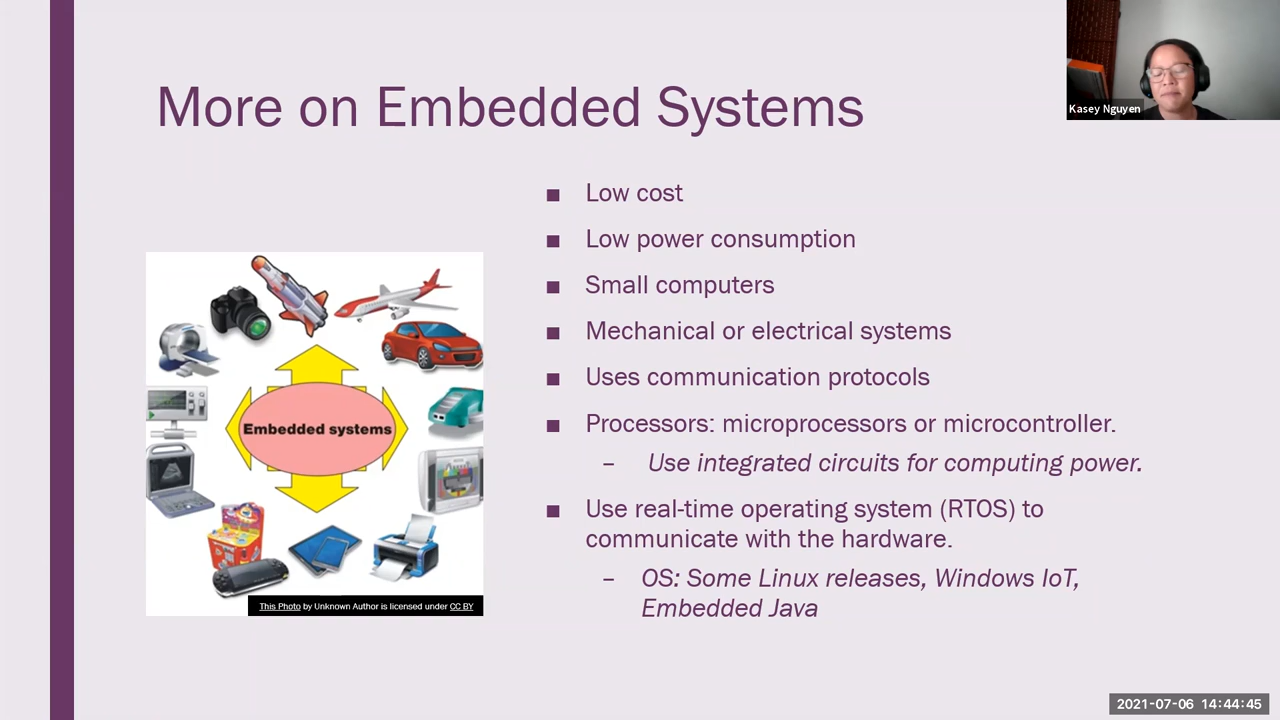 More on Embedded Systems
Kasey Nguyen
■ Low cost
■ Low power consumption
■ Small computers
■ Mechanical or electrical systems
■ Uses communication protocols
■ Processors: microprocessors or microcontroller.
– Use integrated circuits for computing power.
■ Use real-time operating system (RTOS) to
communicate with the hardware.
– OS: Some Linux releases, Windows IoT,
Embedded Java
Embedded systems
This Photo by Unknown Author is licensed under CC BY
2021-07-06 14:44:45